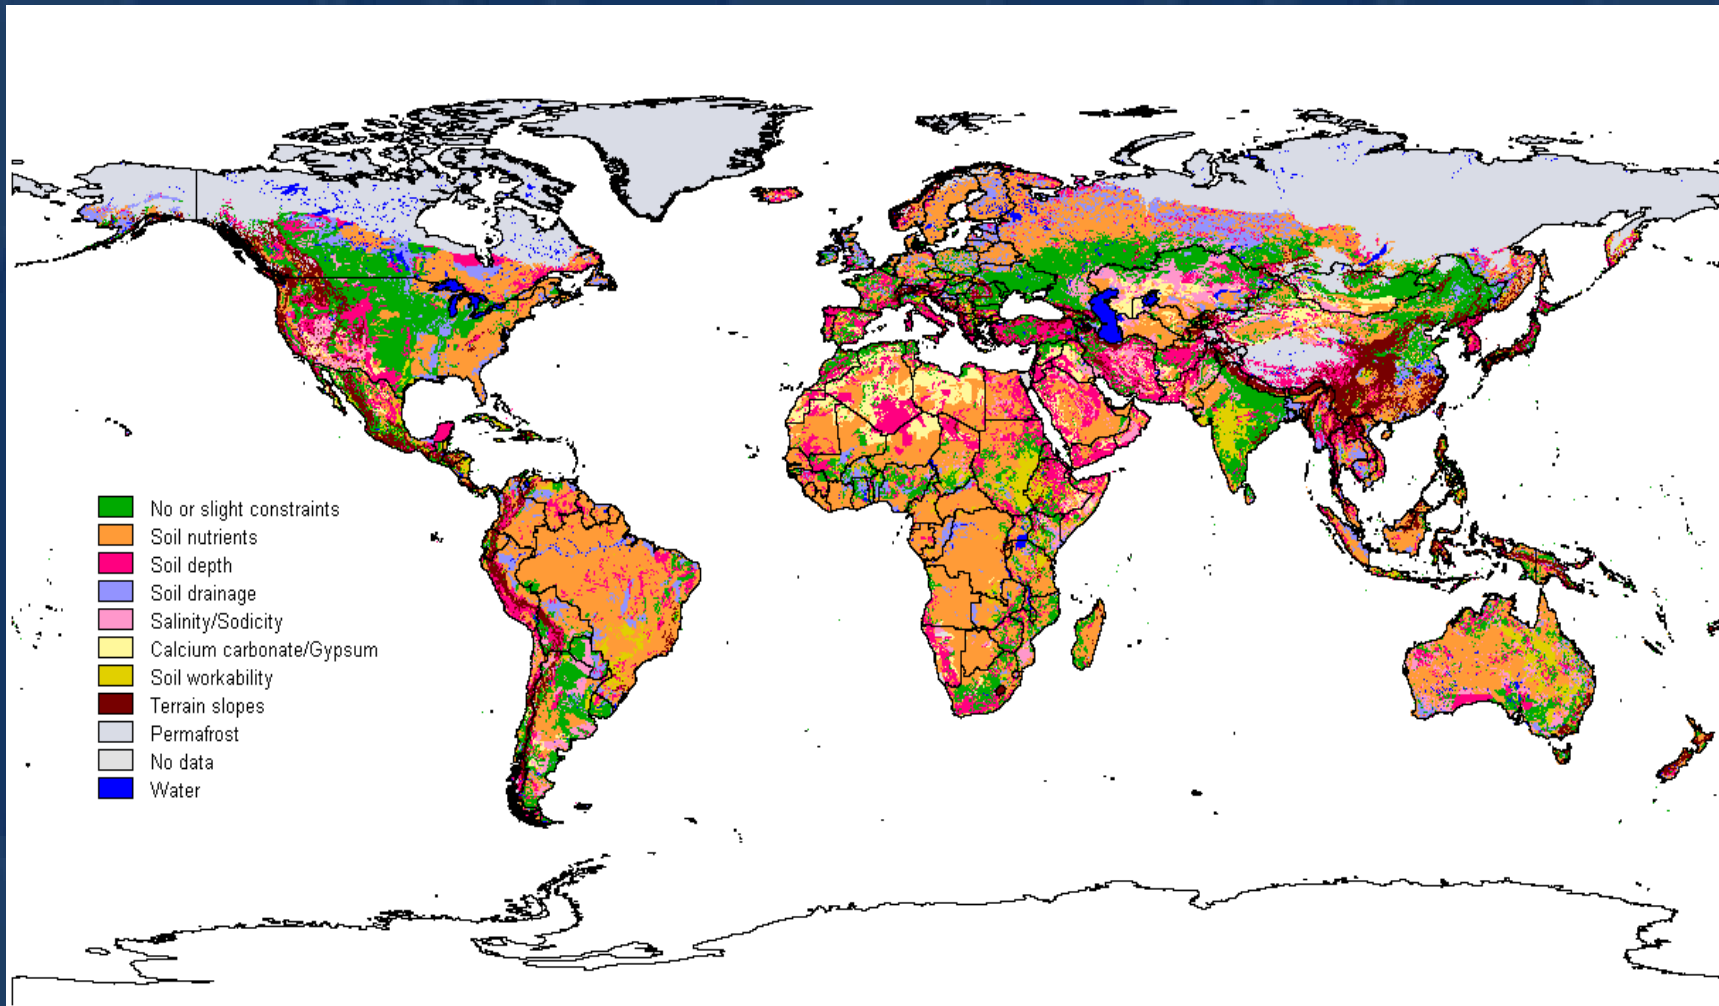 No or slight constraints
Soil nutrients
Soil depth
Soil drainage
Salinity/Sodicity
Calcium carbonate/Gypsum
Soil workability
Terrain slopes
Permafrost
No data
Water